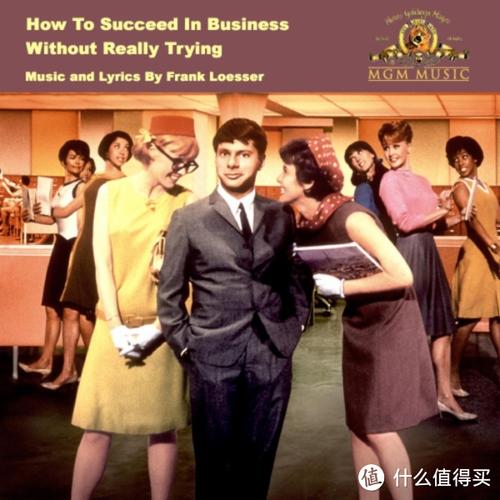 How To Succeed In Business
Without Really Trying
Music and Lyrics By Frank Loesser
MGM MUSIC
值 什么值得买